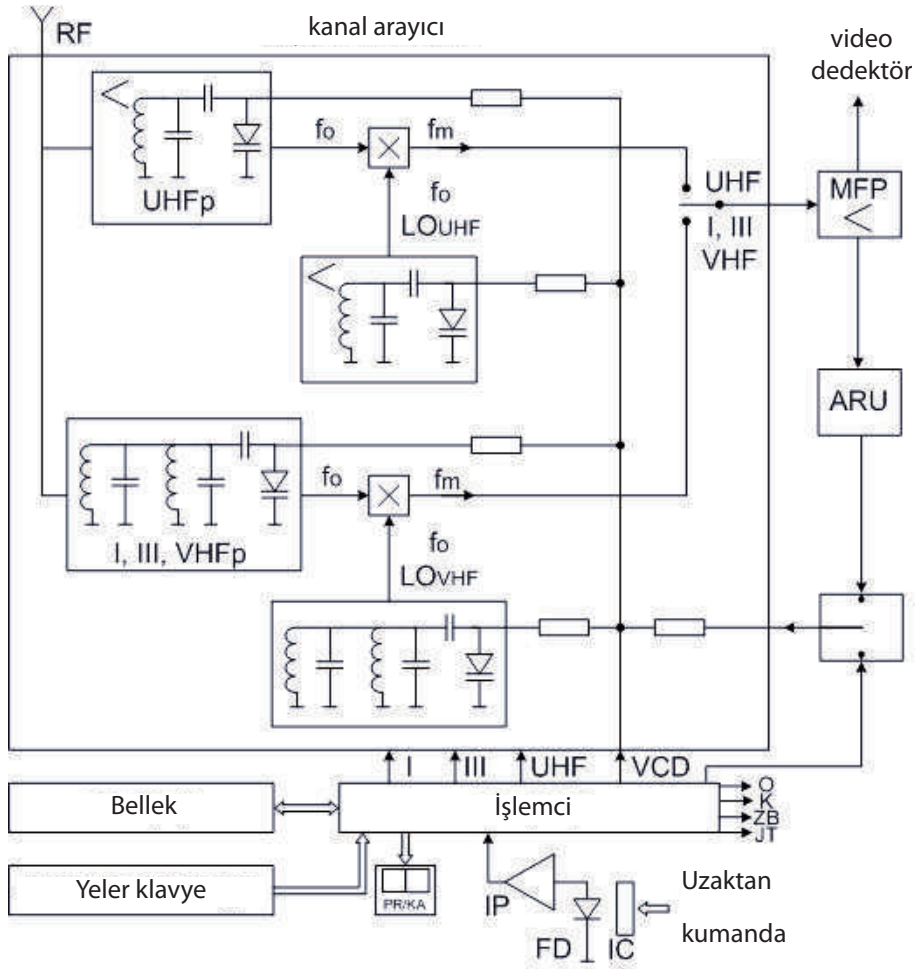 kanal arayıcı
RF
video
dedektör
UHFp
fo
fm
fo
LOUHF
UHF
I, III
VHF
MFP
ARU
I, III, VHFp
fo
fm
fo
LOVHF
I
III
UHF
VCD
Bellek
İşlemci
O
K
ZB
JT
Yeler klavye
PR/KA
IP
FD
IC
Uzaktan
kumanda